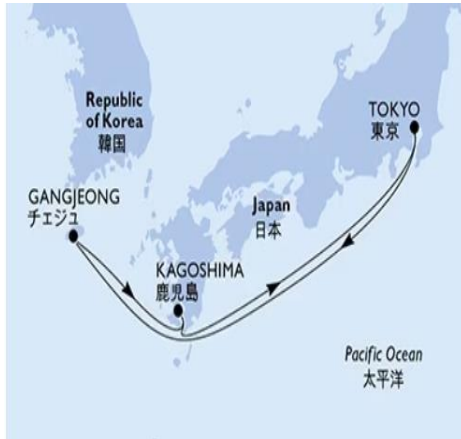 Republic
of Korea
韓国
TOKYO
東京
GANGJEONG
チェジュ
Japan
日本
KAGOSHIMA
鹿児島
Pacific Ocean
太平洋